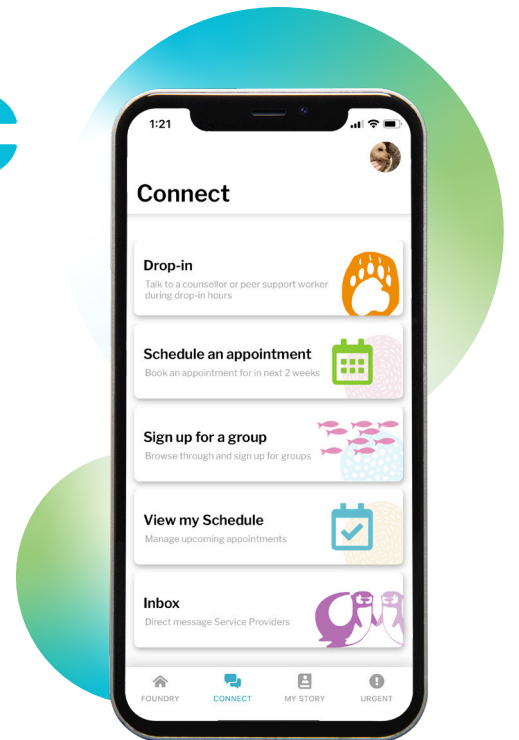 1:21
Connect
Drop-in
Talk to a counsellor or peer support worker
during drop-in hours
Schedule an appointment
Book an appointment for in next 2 weeks
Sign up for a group
Browse through and sign up for groups
View my Schedule
Manage upcoming appointments
Inbox
Direct message Service Providers
FOUNDRY CONNECT MY STORY URGENT